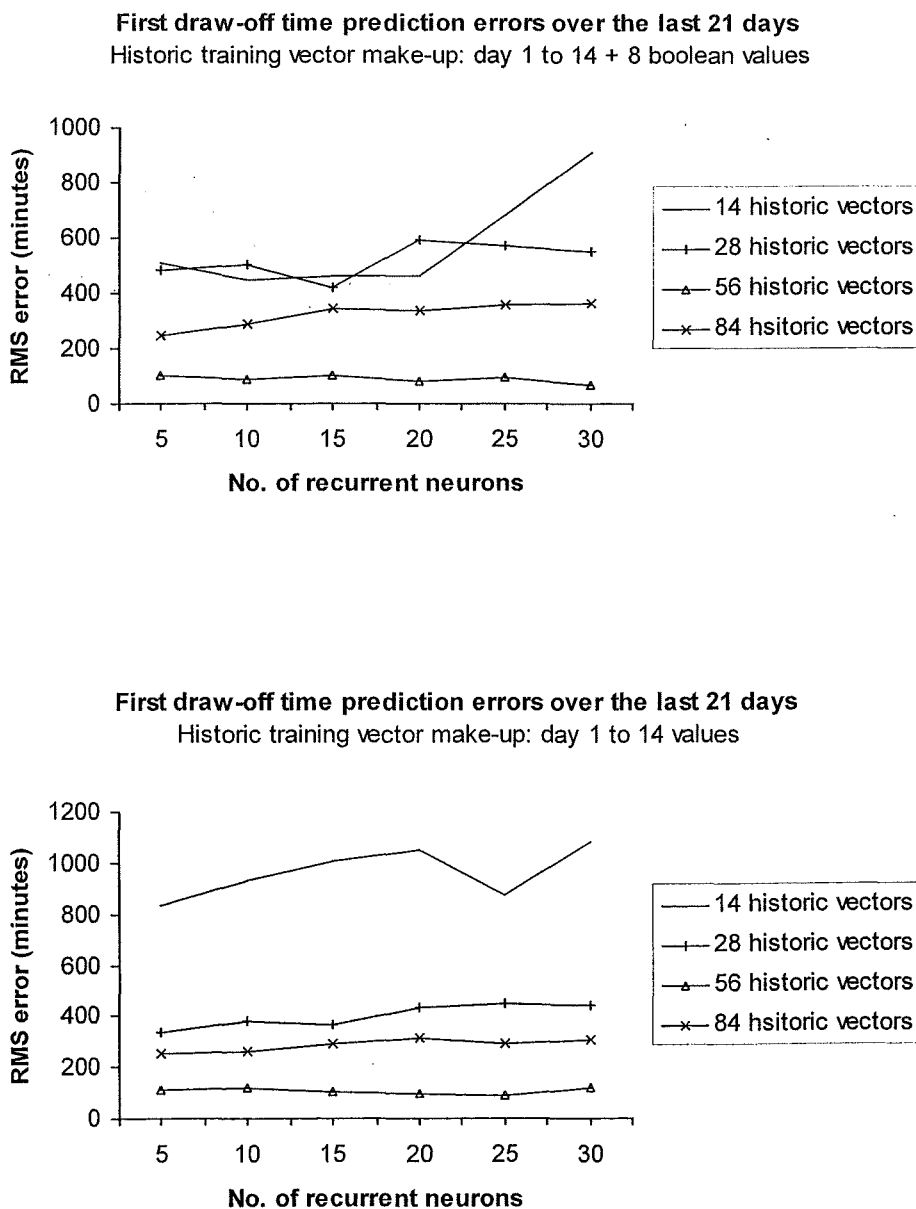 First draw-off time prediction errors over the last 21 days
Historic training vector make-up: day 1 to 14 + 8 boolean values
1000
800
600
400
200
0
RMS error (minutes)
5 10 15 20 25 30
No. of recurrent neurons
14 historic vectors
28 historic vectors
56 historic vectors
84 hsitoric vectors
First draw-off time prediction errors over the last 21 days
Historic training vector make-up: day 1 to 14 values
1200
1000
800
600
400
200
0
RMS error (minutes)
5 10 15 20 25 30
No. of recurrent neurons
14 historic vectors
28 historic vectors
56 historic vectors
84 hsitoric vectors